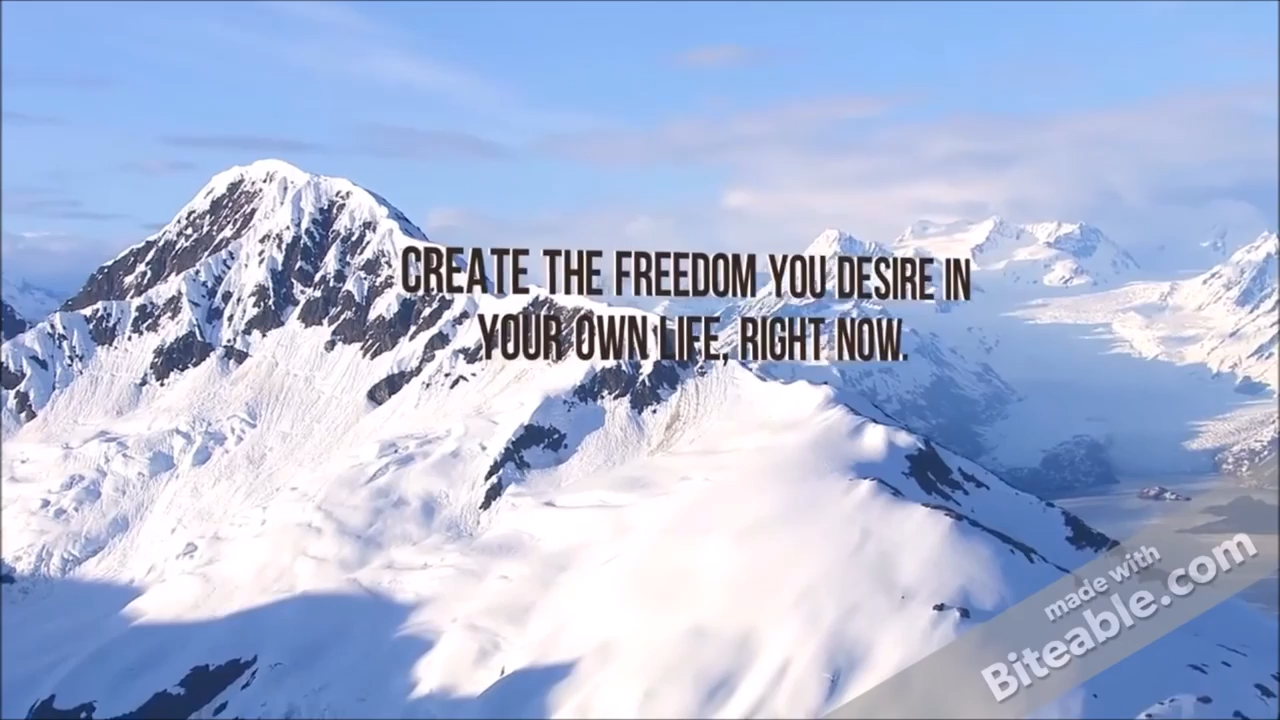 CREATE THE FREEDOM YOU DESIRE IN
YOUR OWN LIFE, RIGHT NOW.
made with
Biteable.com